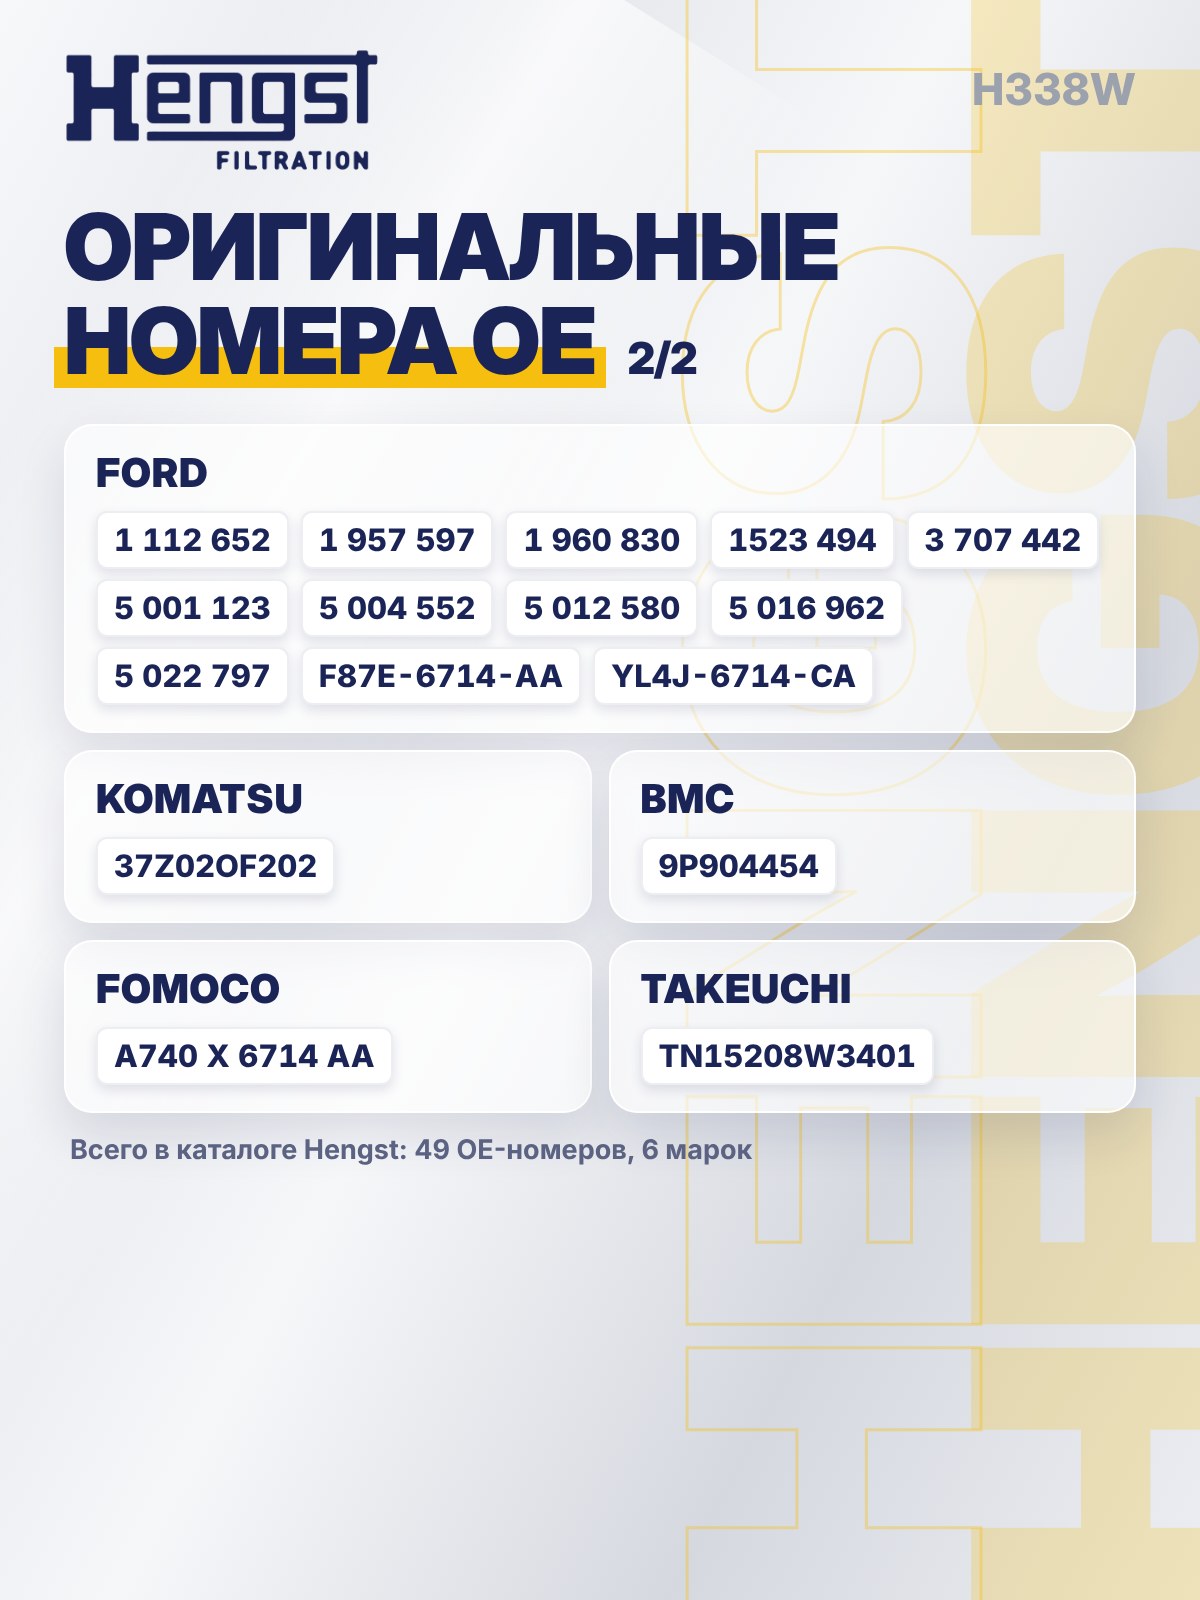 Hengst
FILTRATION
H338W
ОРИГИНАЛЬНЫЕ
НОМЕРА OE 2/2
FORD
1 112 652 1 957 597 1 960 830 1523 494 3 707 442
5 001 123 5 004 552 5 012 580 5 016 962
5 022 797 F87E-6714-AA YL4J-6714-CA
KOMATSU
37Z02OF202
BMC
9P904454
FOMOCO
A740 X 6714 AA
TAKEUCHI
TN15208W3401
Всего в каталоге Hengst: 49 OE-номеров, 6 марок
HENGST
HENGST